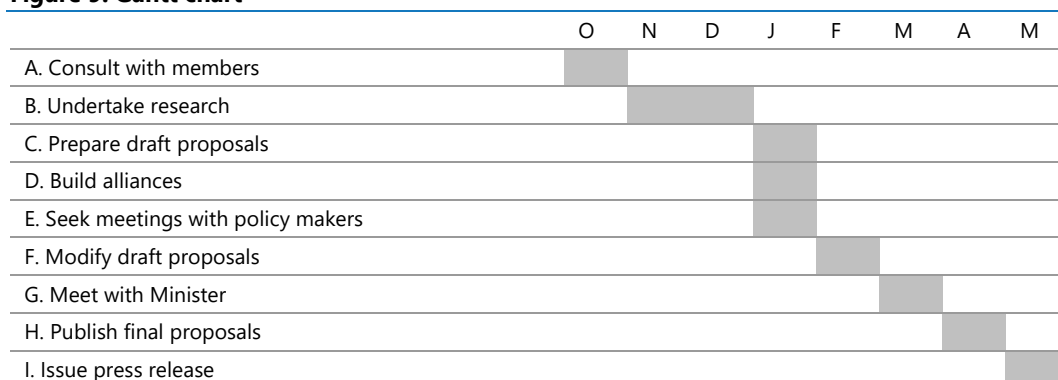 Figure 9: Gantt chart
O N D J F M A M
A. Consult with members
B. Undertake research
C. Prepare draft proposals
D. Build alliances
E. Seek meetings with policy makers
F. Modify draft proposals
G. Meet with Minister
H. Publish final proposals
I. Issue press release